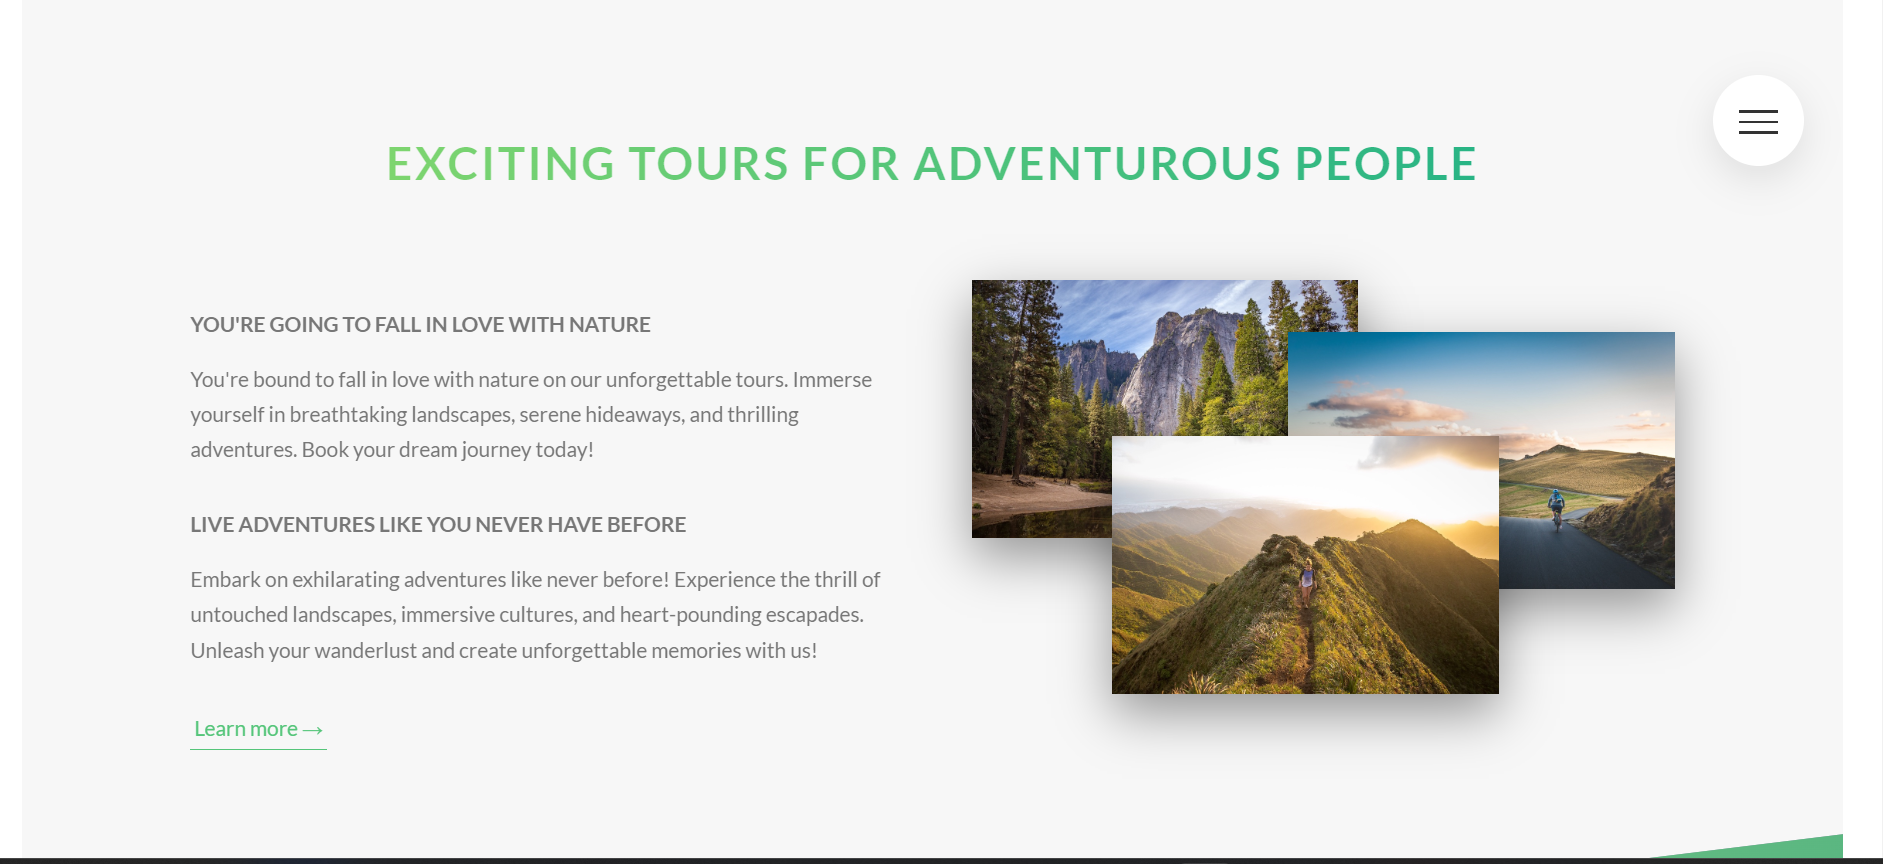 EXCITING TOURS FOR ADVENTUROUS PEOPLE
YOU'RE GOING TO FALL IN LOVE WITH NATURE
You're bound to fall in love with nature on our unforgettable tours. Immerse
yourself in breathtaking landscapes, serene hideaways, and thrilling
adventures. Book your dream journey today!
LIVE ADVENTURES LIKE YOU NEVER HAVE BEFORE
Embark on exhilarating adventures like never before! Experience the thrill of
untouched landscapes, immersive cultures, and heart-pounding escapades.
Unleash your wanderlust and create unforgettable memories with us!
Learn more →